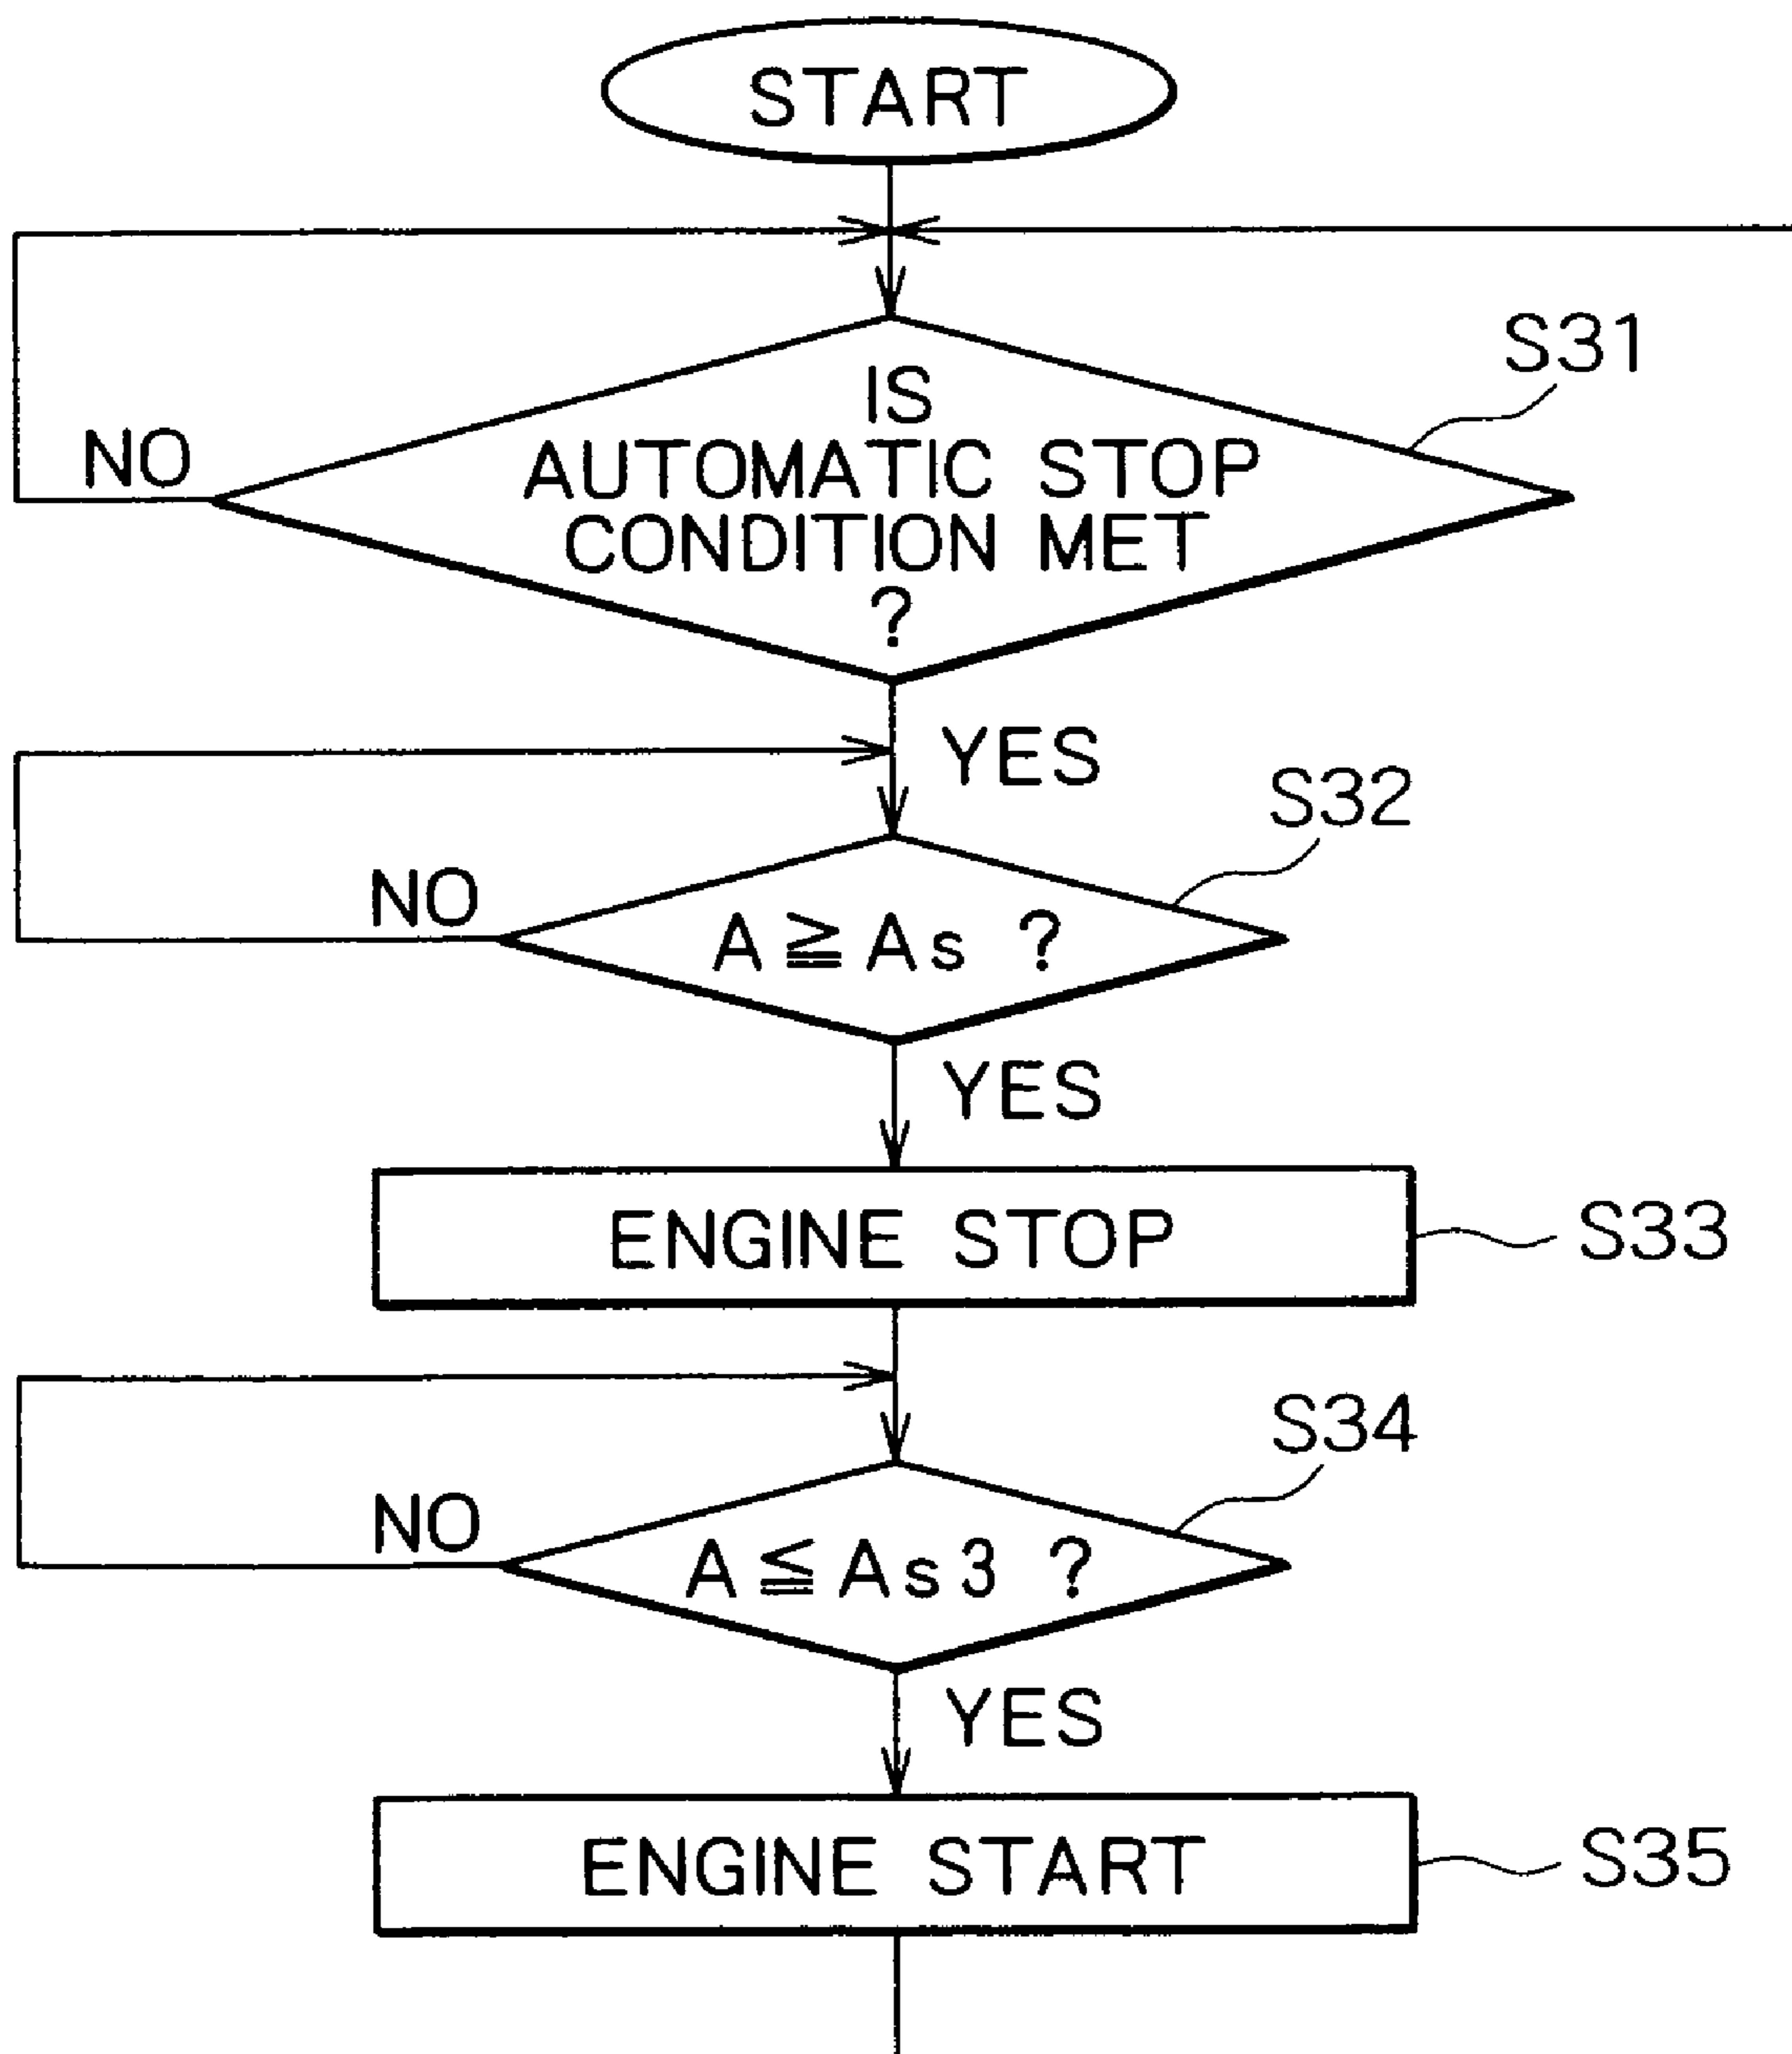 START
S31
IS
AUTOMATIC STOP
CONDITION MET
?
NO
YES
S32
NO
A ≧ As ?
YES
ENGINE STOP
S33
S34
NO
A ≦ As3 ?
YES
ENGINE START
S35